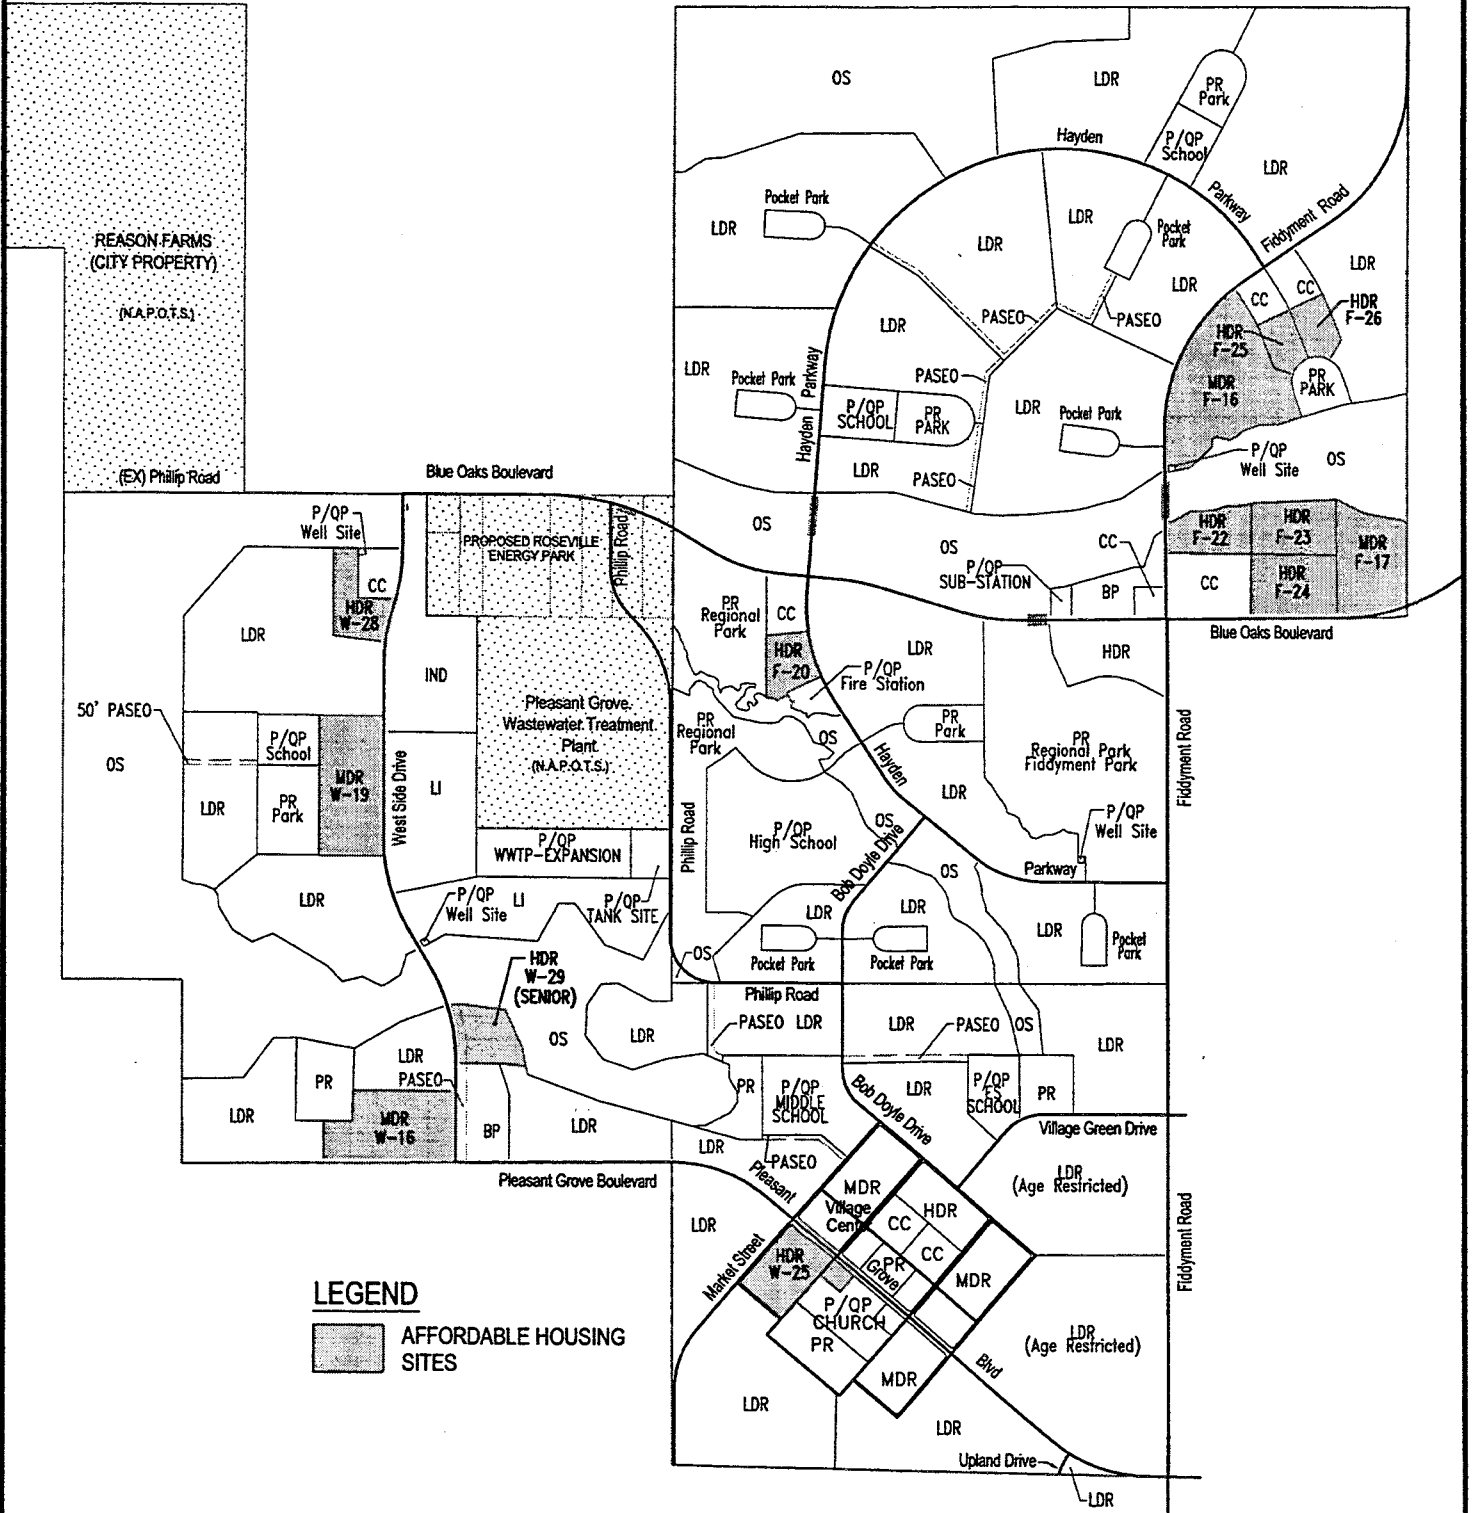 OS
LDR
PR
Park
P/QP
School
Hayden
LDR
Parkway
Fiddyment Road
REASON FARMS
(CITY PROPERTY)
(N.A.P.O.T.S.)
Pocket Park
LDR
LDR
LDR
Pocket
Park
LDR
LDR
CC
CC
HDR
F-26
PASEO
PASEO
LDR
HDR
F-25
MDR
F-16
PR
PARK
LDR
Hayden Parkway
Pocket Park
PASEO
P/QP
SCHOOL
PR
PARK
LDR
Pocket Park
LDR
PASEO
P/QP
Well Site
OS
(EX) Phillip Road
Blue Oaks Boulevard
P/QP
Well Site
PROPOSED ROSEVILLE
ENERGY PARK
Phillip Road
OS
OS
CC
P/QP
SUB-STATION
BP
HDR
F-22
HDR
F-23
MDR
F-17
CC
HDR
F-24
Blue Oaks Boulevard
CC
HDR
W-28
LDR
PR
Regional
Park
CC
HDR
F-20
LDR
P/QP
Fire Station
HDR
IND
50' PASEO
P/QP
School
OS
LDR
PR
Park
MDR
W-19
West Side Drive
LI
Pleasant Grove
Wastewater Treatment
Plant
(N.A.P.O.T.S.)
PR
Regional
Park
OS
Hayden
PR
Park
PR
Regional Park
Fiddyment Park
Fiddyment Road
LDR
P/QP
WWTP-EXPANSION
Phillip Road
P/QP
High School
OS
Bob Doyle Drive
P/QP
Well Site
Parkway
OS
LDR
P/QP
Well Site
LI
P/QP
TANK SITE
LDR
LDR
LDR
Pocket Park
Pocket Park
Pocket
Park
OS
HDR
W-29
(SENIOR)
Phillip Road
OS
LDR
PASEO LDR
LDR
PASEO
OS
LDR
LDR
PR
PASEO
LDR
MDR
W-16
BP
LDR
PR
P/QP
MIDDLE
SCHOOL
Bob Doyle Drive
LDR
P/QP
ES
SCHOOL
PR
Village Green Drive
LDR
PASEO
Pleasant Grove Boulevard
Pleasant
MDR
LDR
(Age Restricted)
Fiddyment Road
LDR
Village
Cent
HDR
CC
CC
Market Street
HDR
W-25
PR
Grove
MDR
P/QP
CHURCH
PR
LDR
(Age Restricted)
Blvd
MDR
LDR
LDR
Upland Drive
LDR
LEGEND
AFFORDABLE HOUSING
SITES